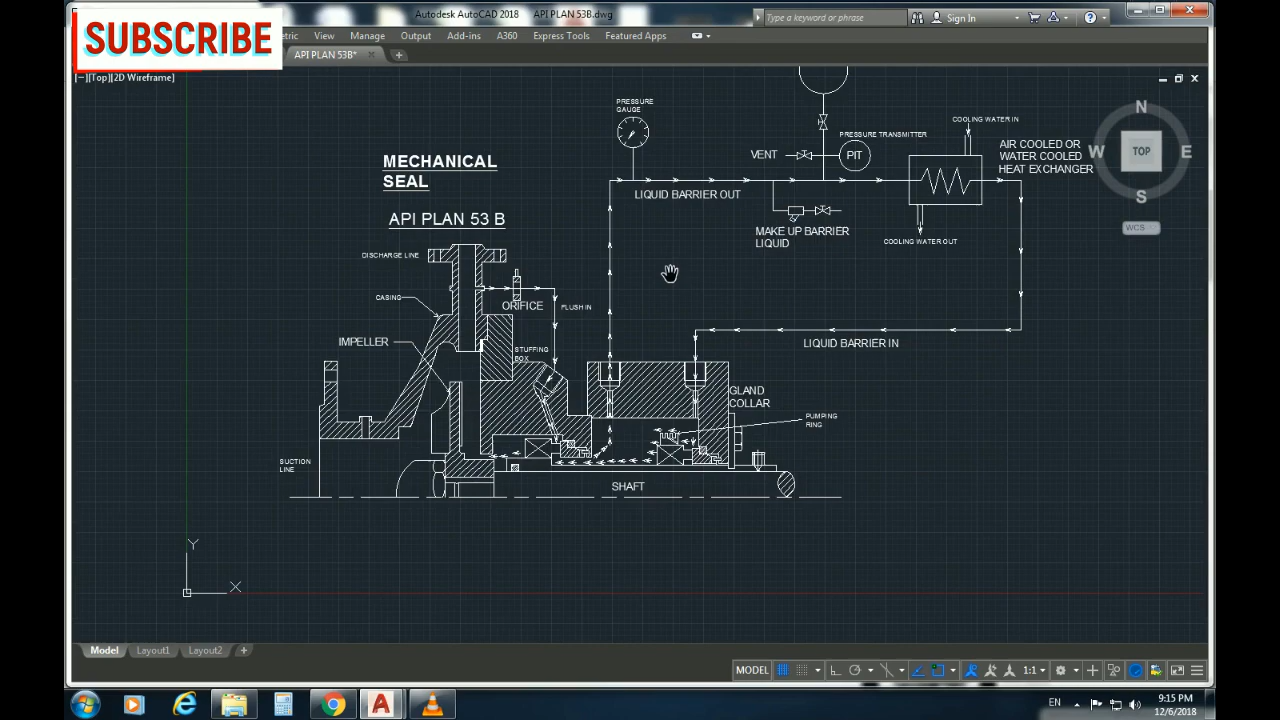 SUBSCRIBE
Autodesk AutoCAD 2018 API PLAN 53B.dwg
Type a keyword or phrase
Sign In
View Manage Output Add-ins A360 Express Tools Featured Apps
API PLAN 53B*
[−][Top][2D Wireframe]
N
W TOP E
S
WCS
PRESSURE
GAUGE
COOLING WATER IN
PRESSURE TRANSMITTER
VENT
PIT
AIR COOLED OR
WATER COOLED
HEAT EXCHANGER
MECHANICAL
SEAL
LIQUID BARRIER OUT
API PLAN 53 B
MAKE UP BARRIER
LIQUID
COOLING WATER OUT
DISCHARGE LINE
CASING
ORIFICE
FLUSH IN
IMPELLER
STUFFING
BOX
LIQUID BARRIER IN
GLAND
COLLAR
PUMPING
RING
SUCTION
LINE
SHAFT
Y
X
Model Layout1 Layout2
MODEL
1:1
EN
9:15 PM
12/6/2018